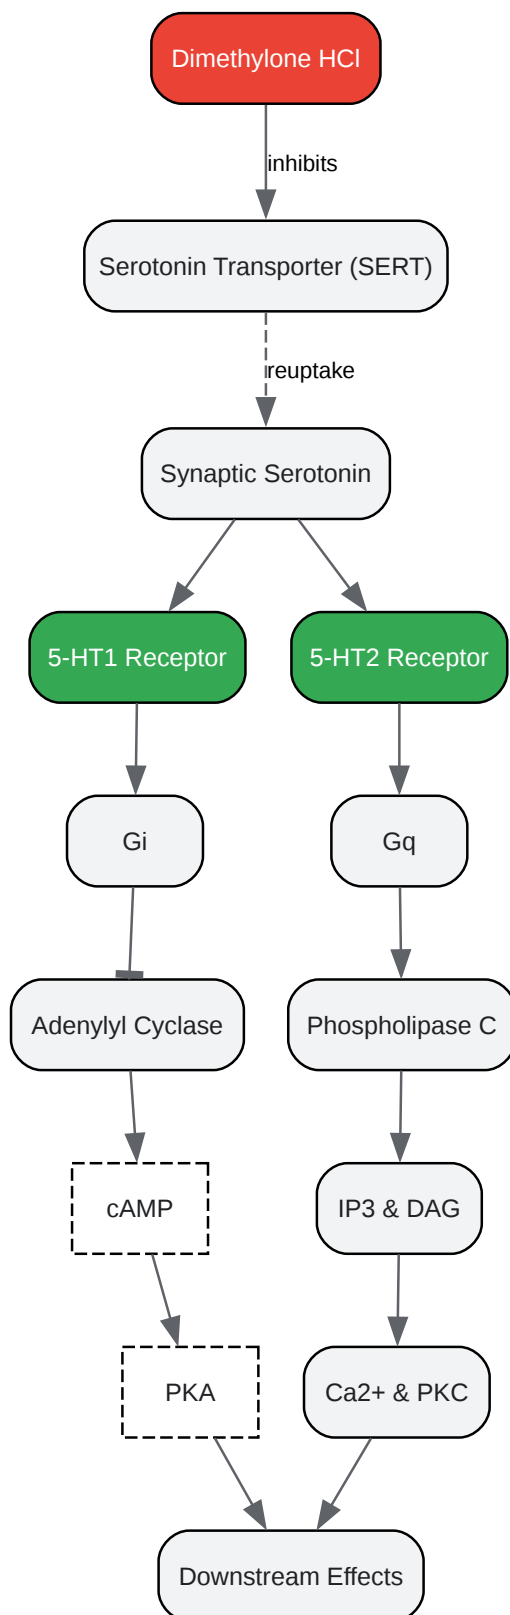 Dimethylone HCl
inhibits
Serotonin Transporter (SERT)
reuptake
Synaptic Serotonin
5-HT1 Receptor
5-HT2 Receptor
Gi
Gq
Adenylyl Cyclase
Phospholipase C
cAMP
IP3 & DAG
PKA
Ca2+ & PKC
Downstream Effects